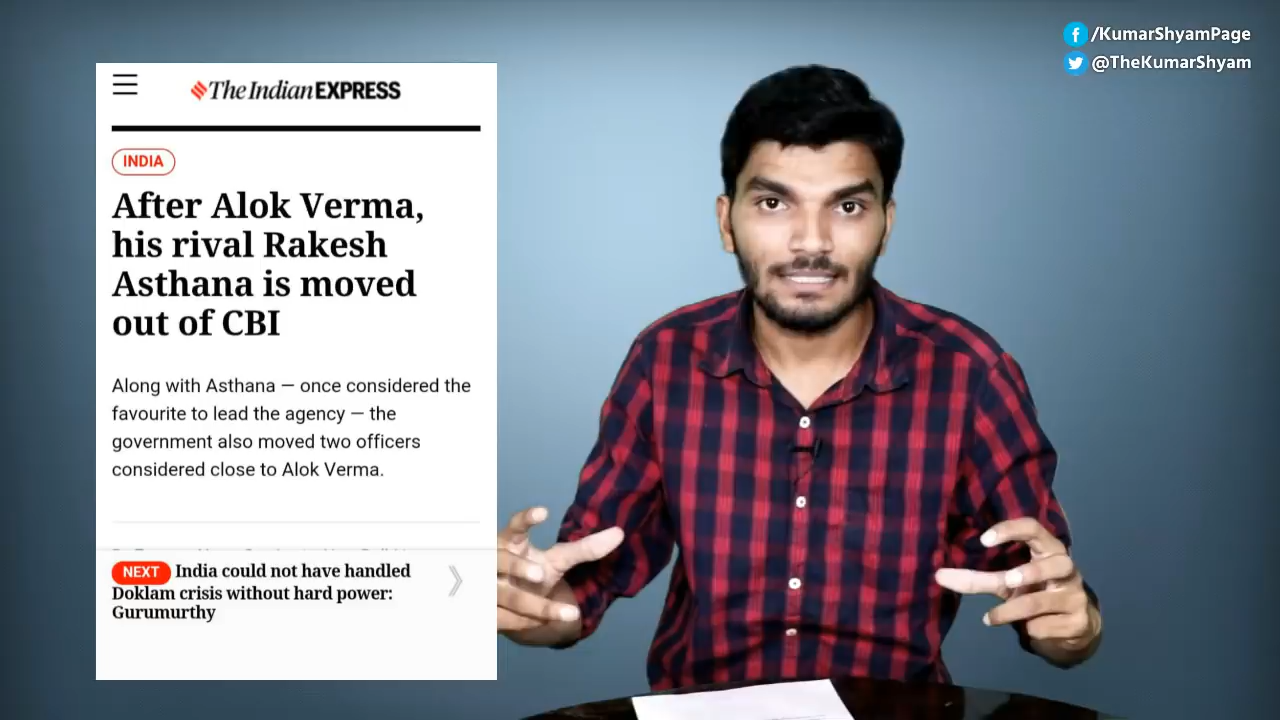 /KumarShyamPage
@TheKumarShyam
The Indian EXPRESS
INDIA
After Alok Verma,
his rival Rakesh
Asthana is moved
out of CBI
Along with Asthana — once considered the
favourite to lead the agency — the
government also moved two officers
considered close to Alok Verma.
NEXT India could not have handled
Doklam crisis without hard power:
Gurumurthy